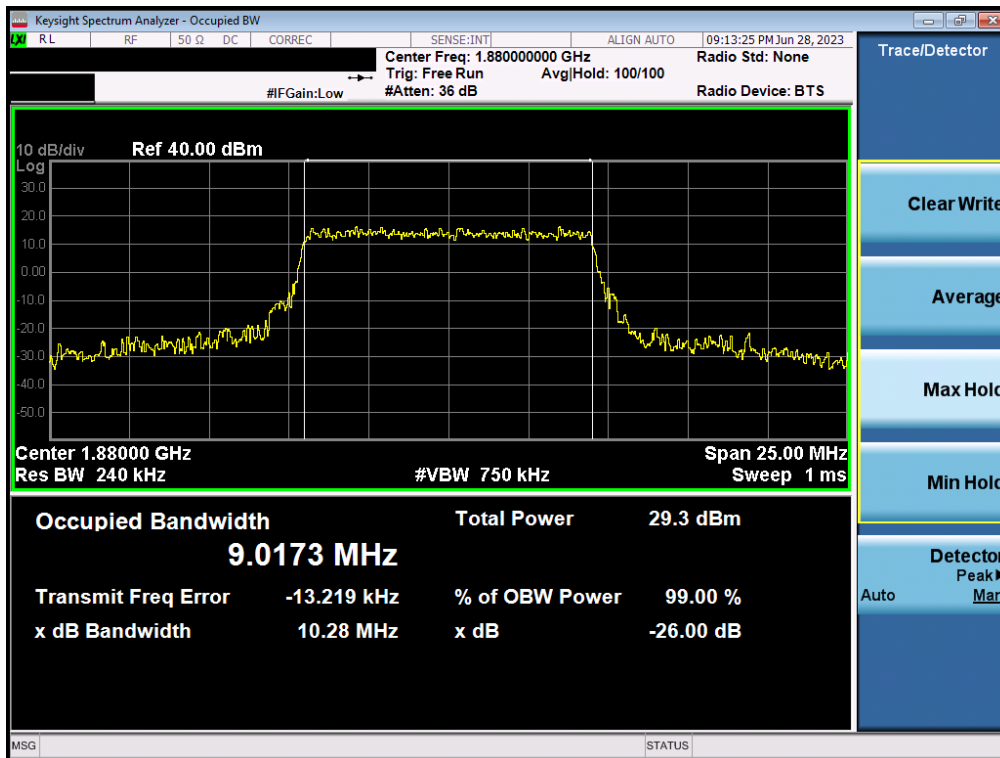 Keysight Spectrum Analyzer - Occupied BW
LXI RL RF 50 Ω DC CORREC SENSE:INT ALIGN AUTO 09:13:25 PM Jun 28, 2023
Center Freq: 1.880000000 GHz Radio Std: None
Trig: Free Run Avg|Hold: 100/100
#IFGain:Low #Atten: 36 dB Radio Device: BTS
Trace/Detector
10 dB/div Ref 40.00 dBm
Log
30.0
20.0
10.0
0.00
-10.0
-20.0
-30.0
-40.0
-50.0
Center 1.88000 GHz Span 25.00 MHz
Res BW 240 kHz #VBW 750 kHz Sweep 1 ms
Occupied Bandwidth Total Power 29.3 dBm
9.0173 MHz
Transmit Freq Error -13.219 kHz % of OBW Power 99.00 %
x dB Bandwidth 10.28 MHz x dB -26.00 dB
Clear Write
Average
Max Hold
Min Hold
Detector
Peak
Auto Man
MSG STATUS